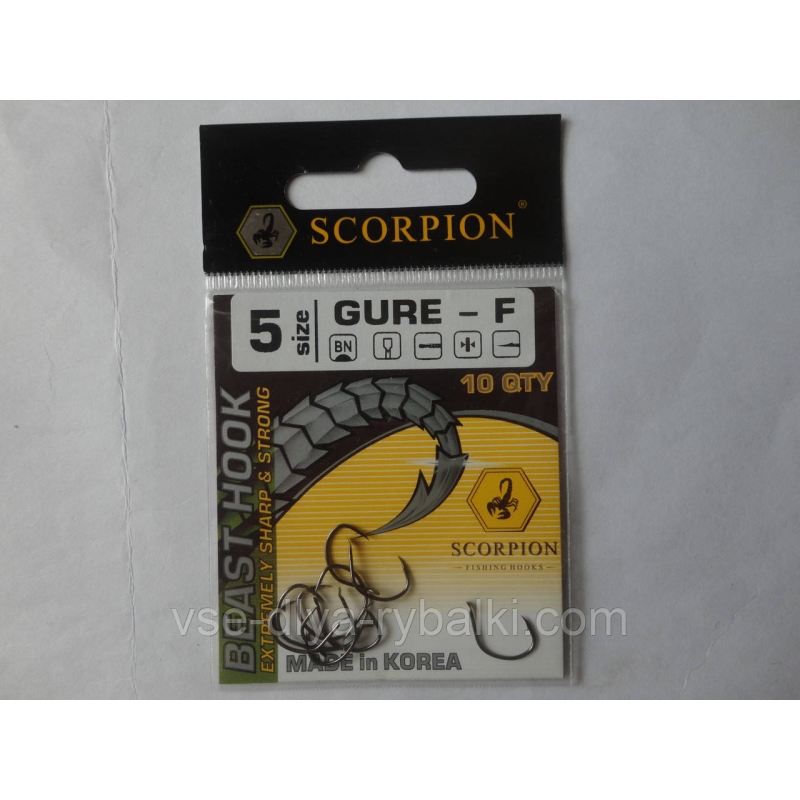 SCORPION®
5 size
GURE - F
BN
10 QTY
BEAST HOOK
EXTREMELY SHARP & STRONG
SCORPION
FISHING HOOKS
vse-dlya-rybalki.com
MADE in KOREA